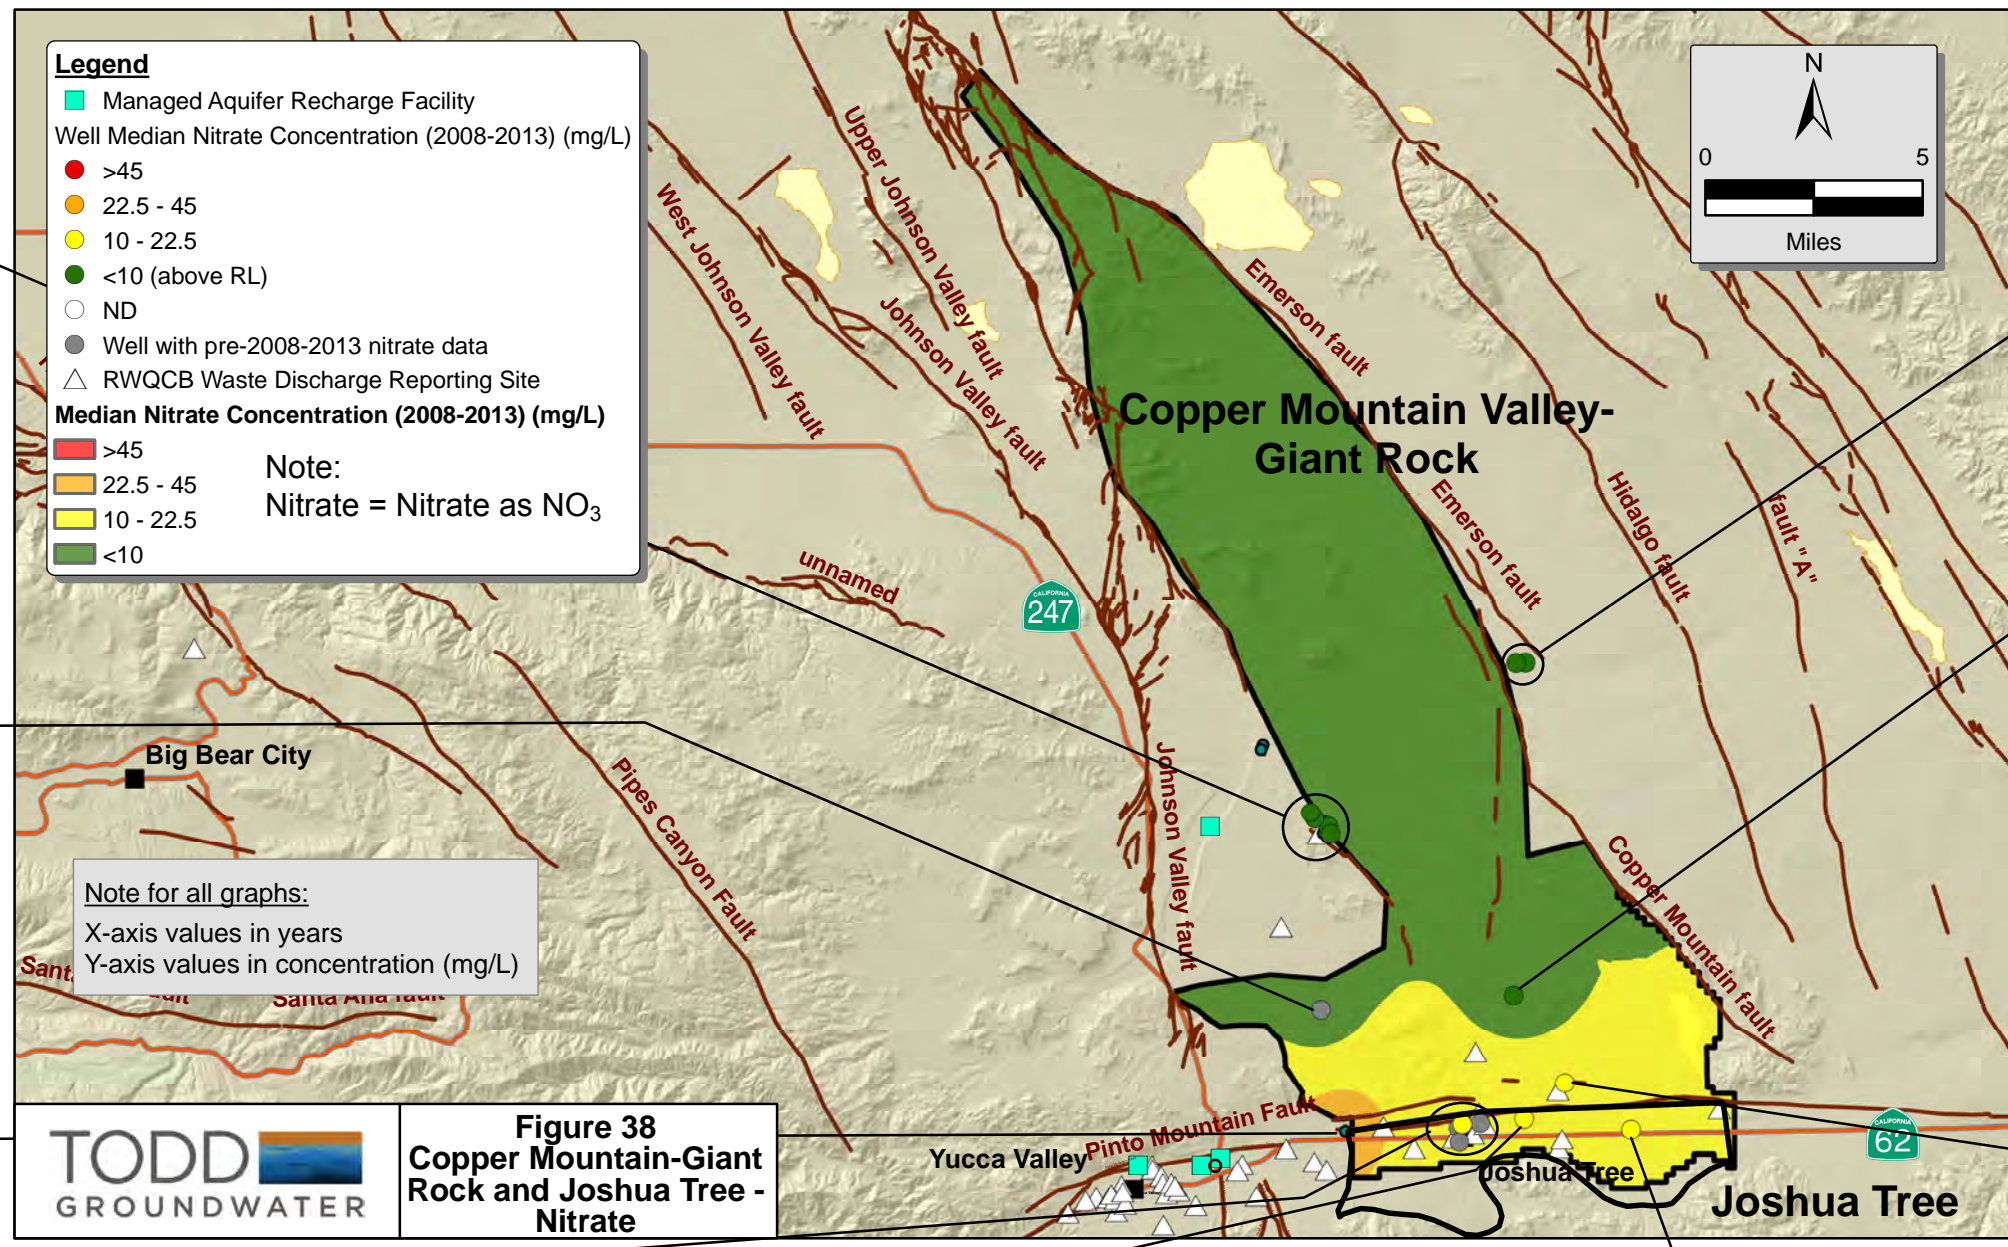 Legend
Managed Aquifer Recharge Facility
Well Median Nitrate Concentration (2008-2013) (mg/L)
>45
22.5 - 45
10 - 22.5
<10 (above RL)
ND
Well with pre-2008-2013 nitrate data
RWQCB Waste Discharge Reporting Site
Median Nitrate Concentration (2008-2013) (mg/L)
>45
22.5 - 45
10 - 22.5
<10
Note:
Nitrate = Nitrate as NO3
N
0 5
Miles
Upper Johnson Valley fault
West Johnson Valley fault
Johnson Valley fault
Emerson fault
Copper Mountain Valley-
Giant Rock
Emerson fault
Hidalgo fault
fault "A"
unnamed
CALIFORNIA
247
Big Bear City
Pipes Canyon Fault
Johnson Valley fault
Copper Mountain fault
Note for all graphs:
X-axis values in years
Y-axis values in concentration (mg/L)
Santa Ana fault
Pinto Mountain Fault
Yucca Valley
Joshua Tree
CALIFORNIA
62
Joshua Tree
TODD
GROUNDWATER
Figure 38
Copper Mountain-Giant
Rock and Joshua Tree -
Nitrate